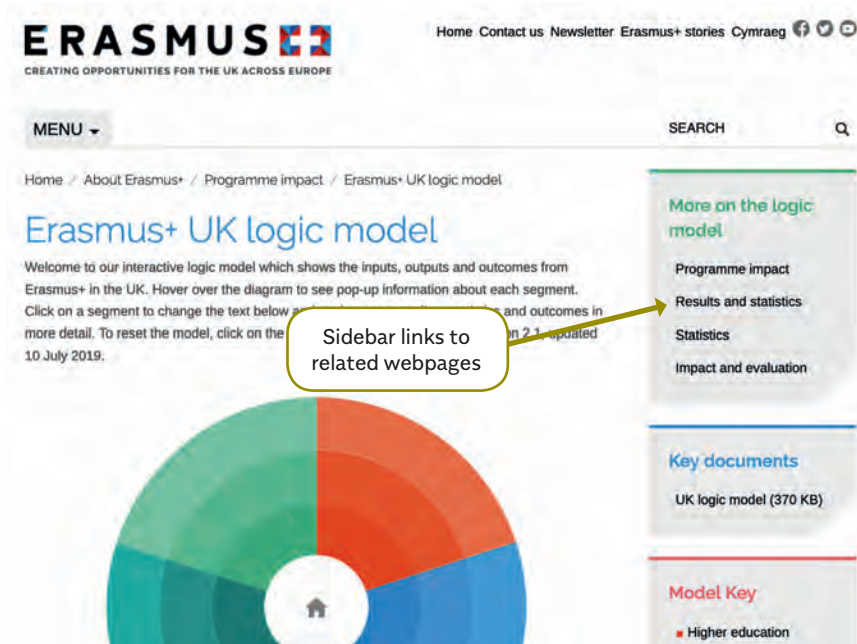 ERASMUS+
CREATING OPPORTUNITIES FOR THE UK ACROSS EUROPE
Home Contact us Newsletter Erasmus+ stories Cymraeg
MENU
SEARCH
Home / About Erasmus+ / Programme impact / Erasmus+ UK logic model
Erasmus+ UK logic model
Welcome to our interactive logic model which shows the inputs, outputs and outcomes from
Erasmus+ in the UK. Hover over the diagram to see pop-up information about each segment.
Click on a segment to change the text below and outcomes in
more detail. To reset the model, click on the 2.1, updated
10 July 2019.
Sidebar links to
related webpages
More on the logic
model
Programme impact
Results and statistics
Statistics
Impact and evaluation
Key documents
UK logic model (370 KB)
Model Key
Higher education